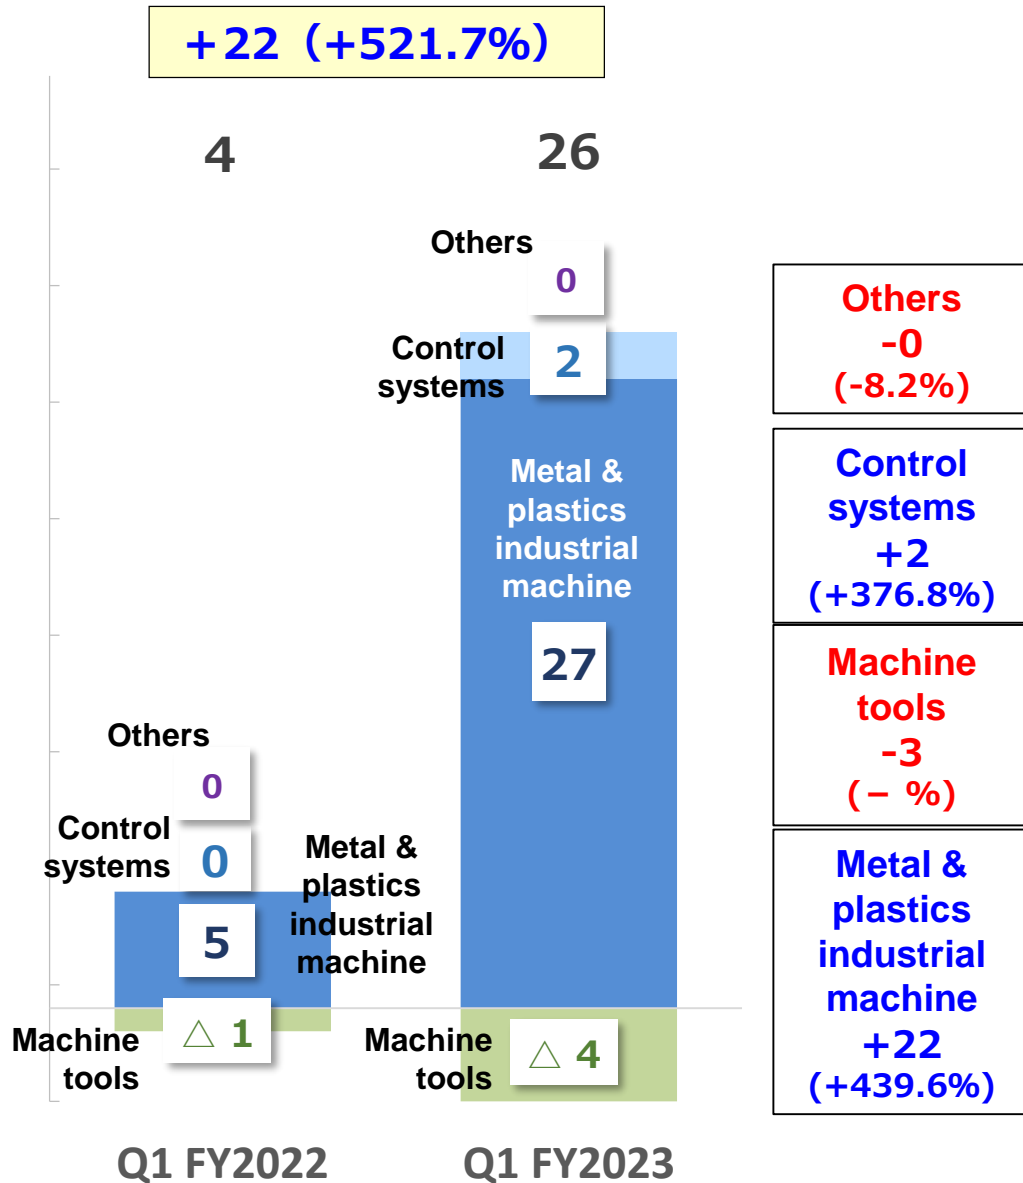 +22 (+521.7%)
4
26
Others
0
Control
systems
2
Metal &
plastics
industrial
machine
27
Others
0
Control
systems
0
Metal &
plastics
industrial
machine
5
Machine
tools
△ 1
Machine
tools
△ 4
Q1 FY2022
Q1 FY2023
Others
-0
(-8.2%)
Control
systems
+2
(+376.8%)
Machine
tools
-3
(– %)
Metal &
plastics
industrial
machine
+22
(+439.6%)